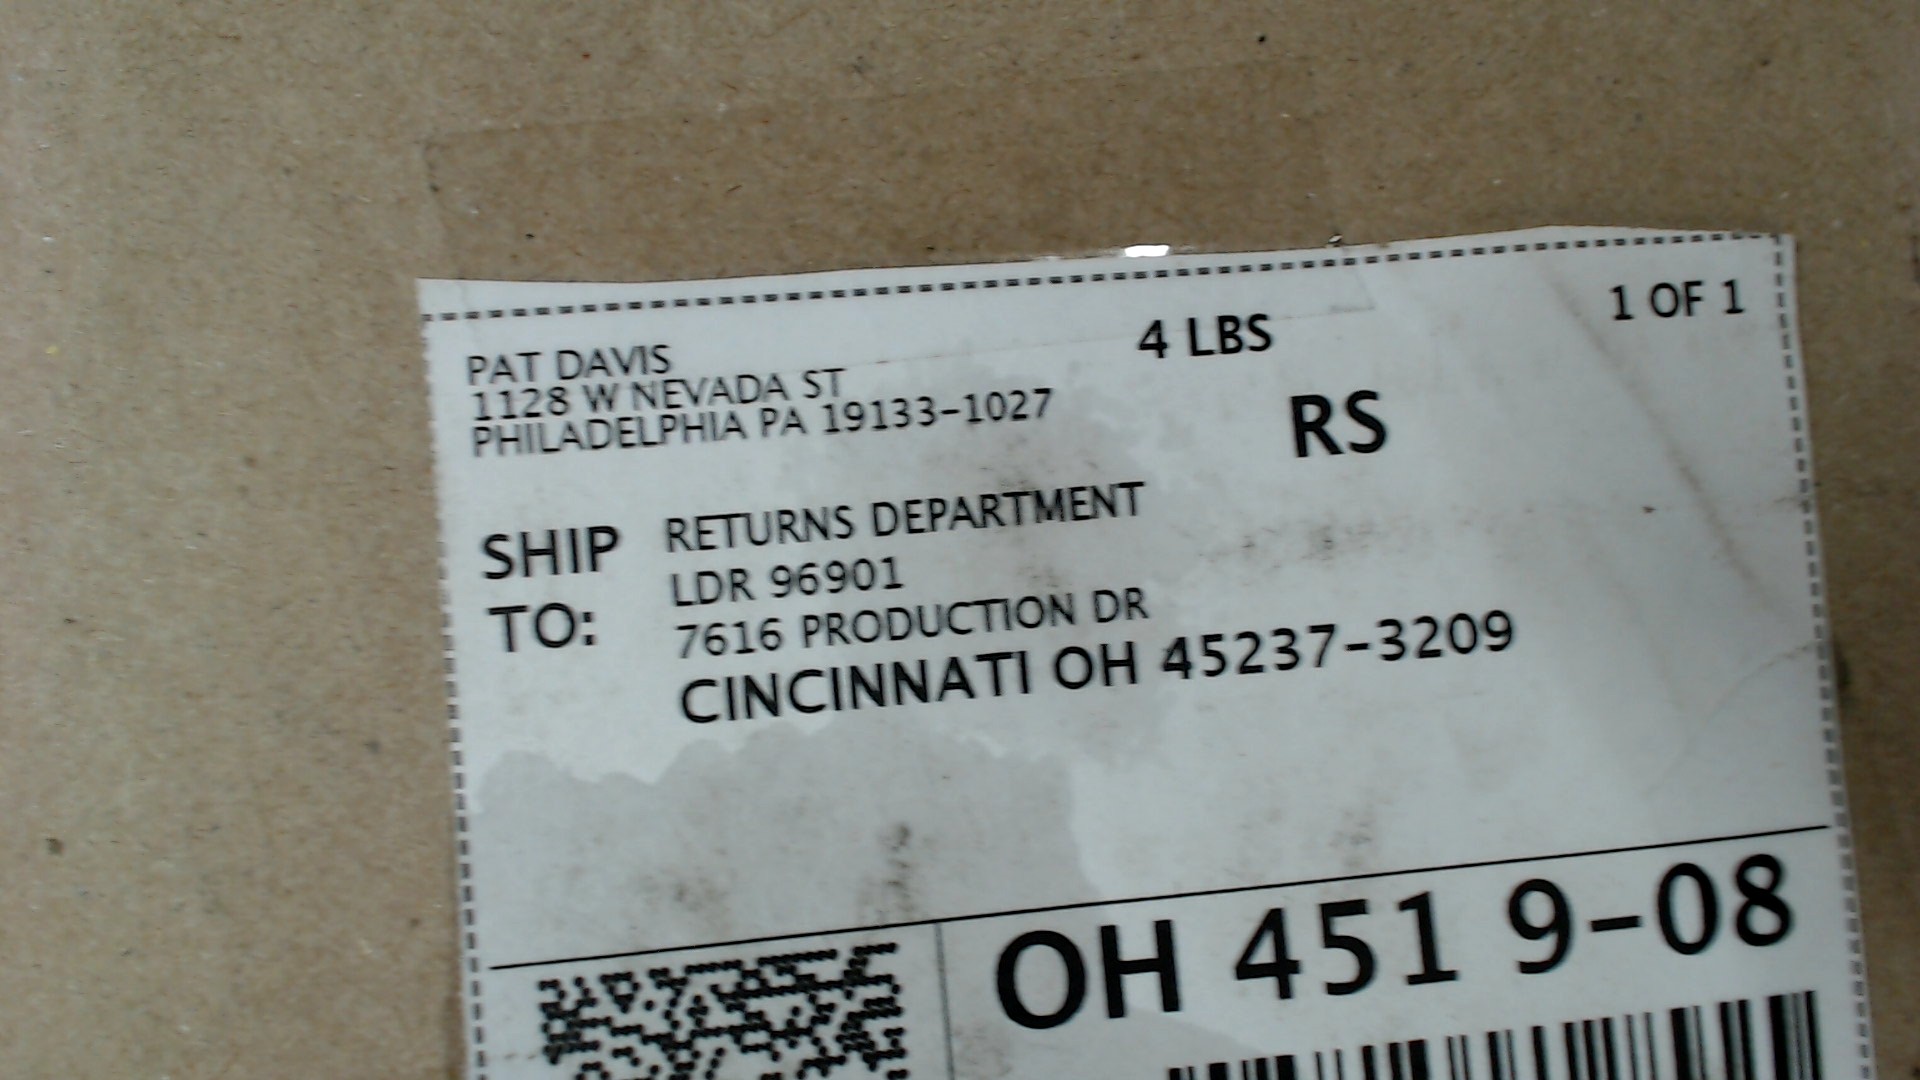 PAT DAVIS
1128 W NEVADA ST
PHILADELPHIA PA 19133-1027
4 LBS
1 OF 1
RS
SHIP TO:
RETURNS DEPARTMENT
LDR 96901
7616 PRODUCTION DR
CINCINNATI OH 45237-3209
OH 451 9-08